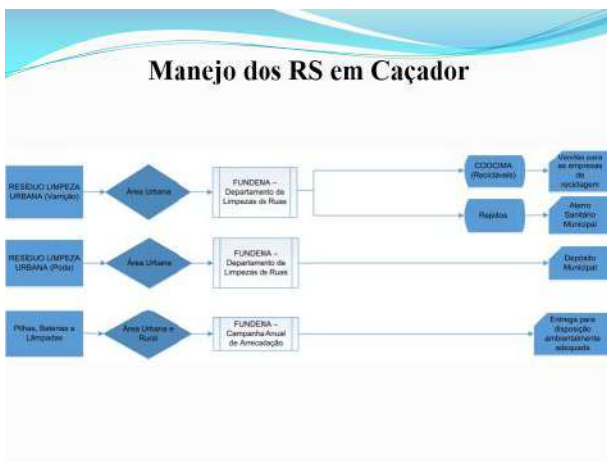 Manejo dos RS em Caçador
RESÍDUO LIMPEZA
URBANA (Varrição)
Área Urbana
FUNDEMA –
Departamento de
Limpezas de Ruas
COOCIMA
(Recicláveis)
Vendas para
as empresas
de
reciclagem
Rejeitos
Aterro
Sanitário
Municipal
RESÍDUO LIMPEZA
URBANA (Poda)
Área Urbana
FUNDEMA –
Departamento de
Limpezas de Ruas
Depósito
Municipal
Pilhas, Baterias e
Lâmpadas
Área Urbana e
Rural
FUNDEMA –
Campanha Anual
de Arrecadação
Entrega para
disposição
ambientalmente
adequada